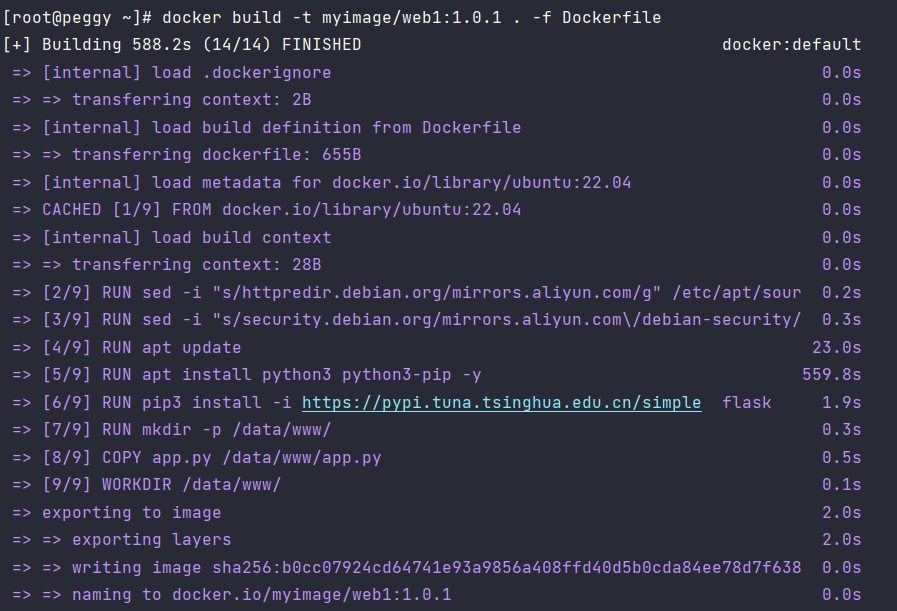 [root@peggy ~]# docker build -t myimage/web1:1.0.1 . -f Dockerfile
[+] Building 588.2s (14/14) FINISHED docker:default
=> [internal] load .dockerignore 0.0s
=> => transferring context: 2B 0.0s
=> [internal] load build definition from Dockerfile 0.0s
=> => transferring dockerfile: 655B 0.0s
=> [internal] load metadata for docker.io/library/ubuntu:22.04 0.0s
=> CACHED [1/9] FROM docker.io/library/ubuntu:22.04 0.0s
=> [internal] load build context 0.0s
=> => transferring context: 28B 0.0s
=> [2/9] RUN sed -i "s/httpredir.debian.org/mirrors.aliyun.com/g" /etc/apt/sour 0.2s
=> [3/9] RUN sed -i "s/security.debian.org/mirrors.aliyun.com\/debian-security/ 0.3s
=> [4/9] RUN apt update 23.0s
=> [5/9] RUN apt install python3 python3-pip -y 559.8s
=> [6/9] RUN pip3 install -i https://pypi.tuna.tsinghua.edu.cn/simple flask 1.9s
=> [7/9] RUN mkdir -p /data/www/ 0.3s
=> [8/9] COPY app.py /data/www/app.py 0.5s
=> [9/9] WORKDIR /data/www/ 0.1s
=> exporting to image 2.0s
=> => exporting layers 2.0s
=> => writing image sha256:b0cc07924cd64741e93a9856a408ffd40d5b0cda84ee78d7f638 0.0s
=> => naming to docker.io/myimage/web1:1.0.1 0.0s